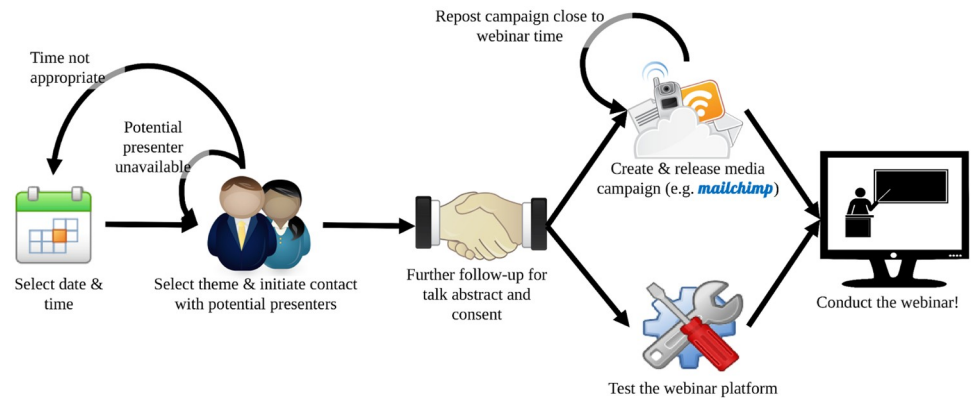 Repost campaign close to
webinar time
Time not
appropriate
Potential
presenter
unavailable
Select date &
time
Select theme & initiate contact
with potential presenters
Further follow-up for
talk abstract and
consent
Create & release media
campaign (e.g. mailchimp)
Test the webinar platform
Conduct the webinar!